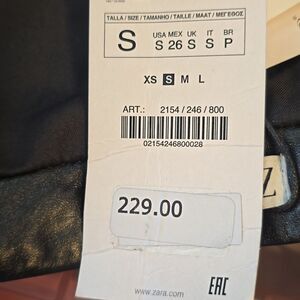 TALLA / SIZE / TAMANHO / TAILLE / MAAT / ΜΕΓΕΘΟΣ
S
USA MEX UK IT BR
S 26 S S P
XS S M L
ART.: 2154 / 246 / 800
02154246800028
Z
229.00
www.zara.com
EAC